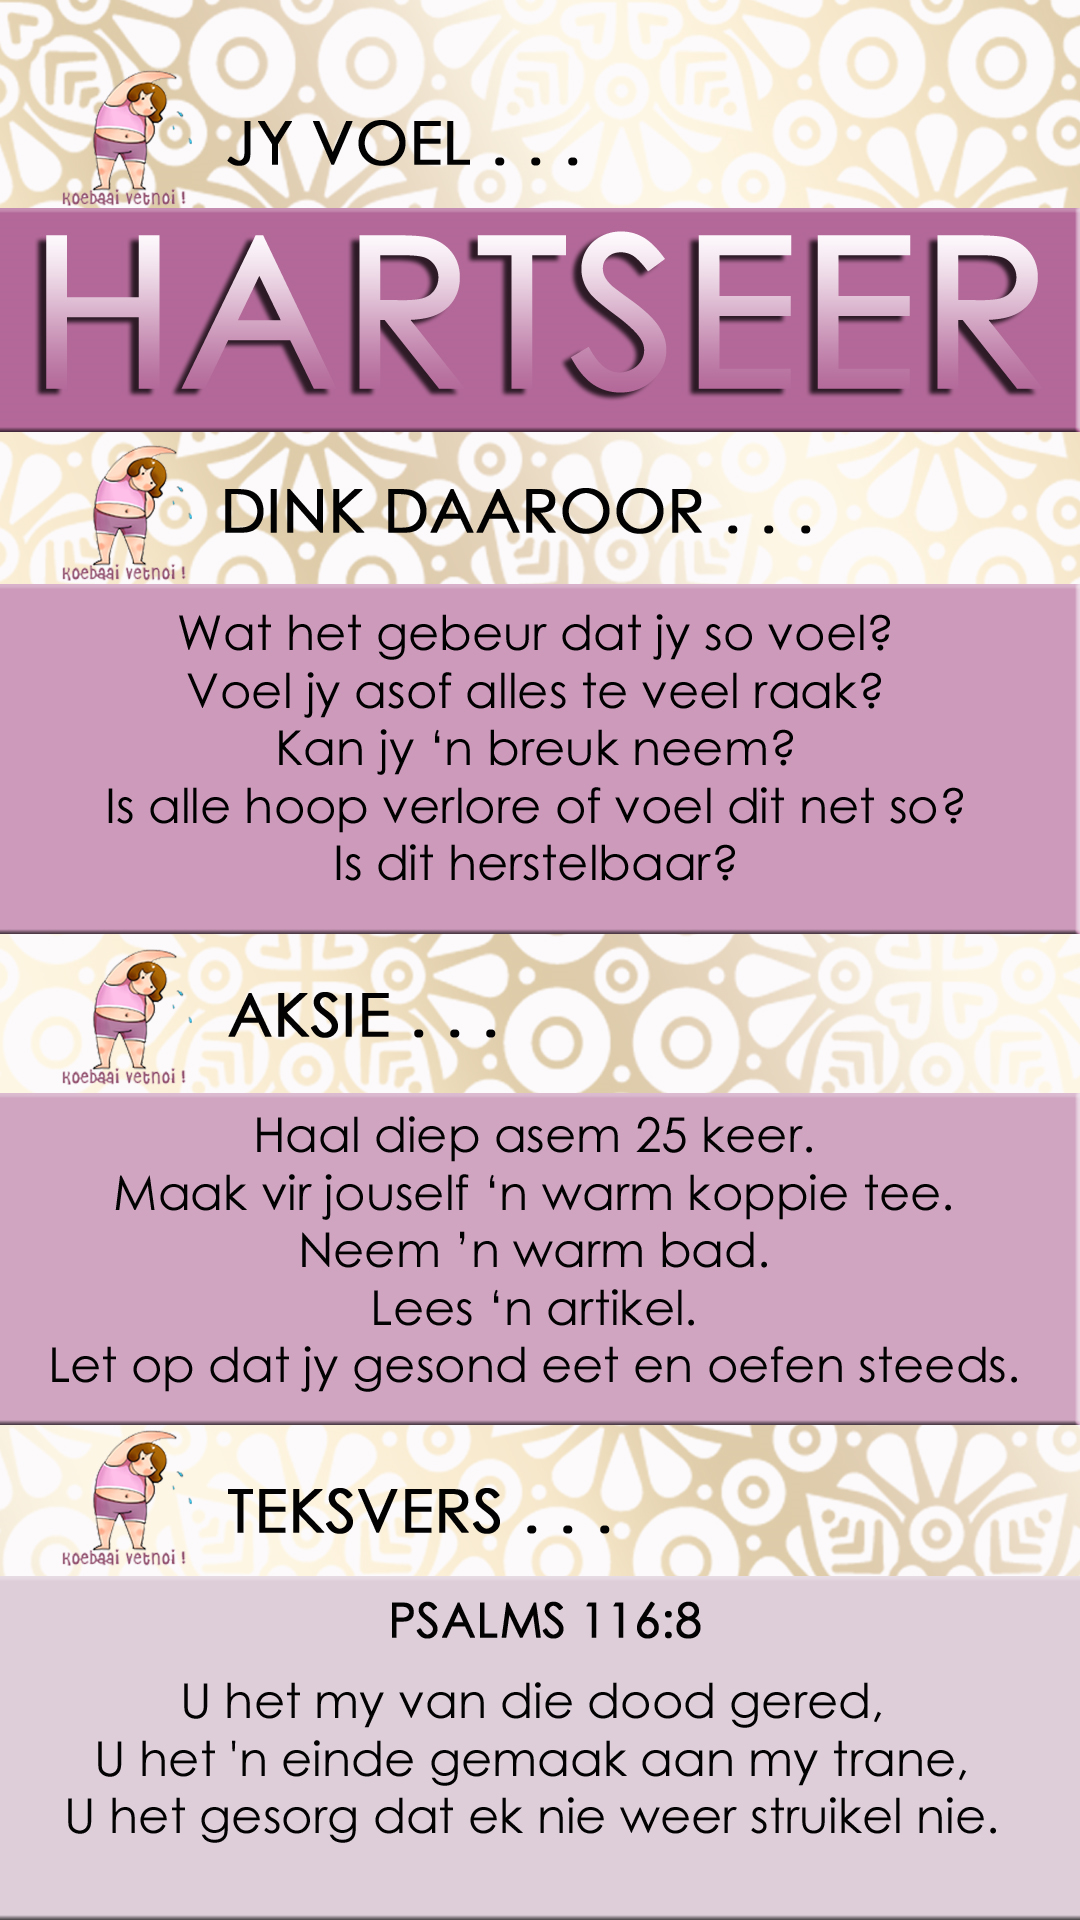 JY VOEL . . .
Koebaai vetnoi !
HARTSEER
DINK DAAROOR . . .
Koebaai vetnoi !
Wat het gebeur dat jy so voel?
Voel jy asof alles te veel raak?
Kan jy ‘n breuk neem?
Is alle hoop verlore of voel dit net so?
Is dit herstelbaar?
AKSIE . . .
Koebaai vetnoi !
Haal diep asem 25 keer.
Maak vir jouself ‘n warm koppie tee.
Neem ’n warm bad.
Lees ‘n artikel.
Let op dat jy gesond eet en oefen steeds.
TEKSVERS . . .
Koebaai vetnoi !
PSALMS 116:8
U het my van die dood gered,
U het 'n einde gemaak aan my trane,
U het gesorg dat ek nie weer struikel nie.